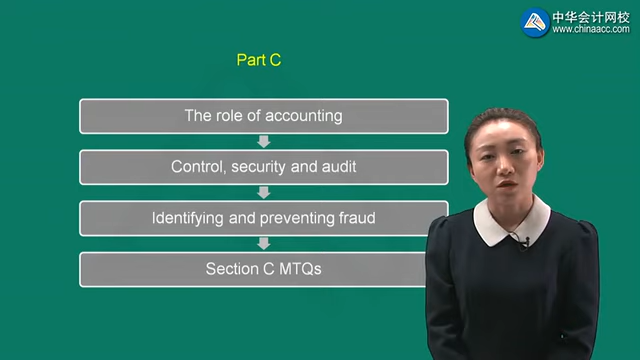 中华会计网校
www.chinaacc.com
Part C
The role of accounting
Control, security and audit
Identifying and preventing fraud
Section C MTQs